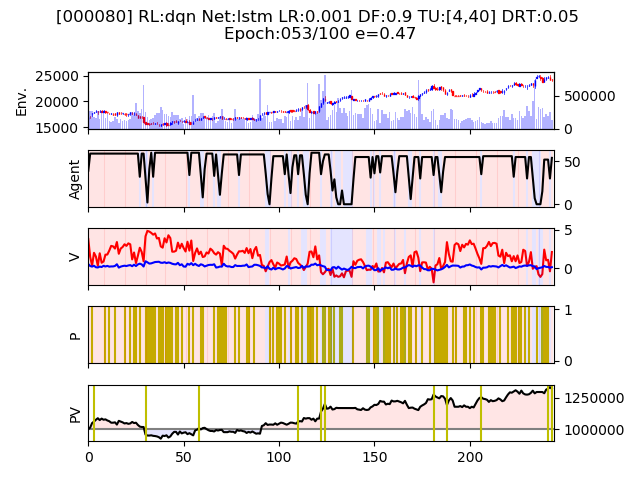 [000080] RL:dqn Net:lstm LR:0.001 DF:0.9 TU:[4,40] DRT:0.05
Epoch:053/100 e=0.47
Env.
25000
20000
15000
500000
0
Agent
50
0
V
5
0
P
1
0
PV
1250000
1000000
0
50
100
150
200